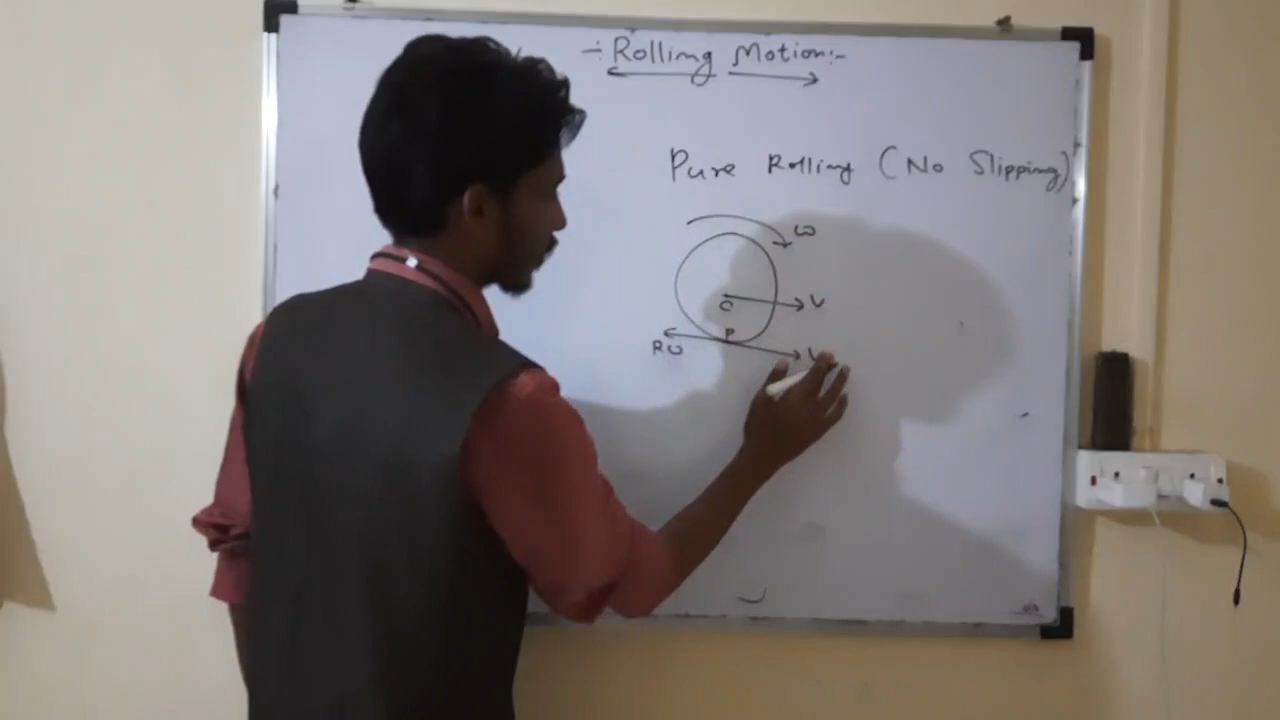 ÷ Rolling Motion:-
Pure Rolling (No Slipping)
ω
C V
P
Rω